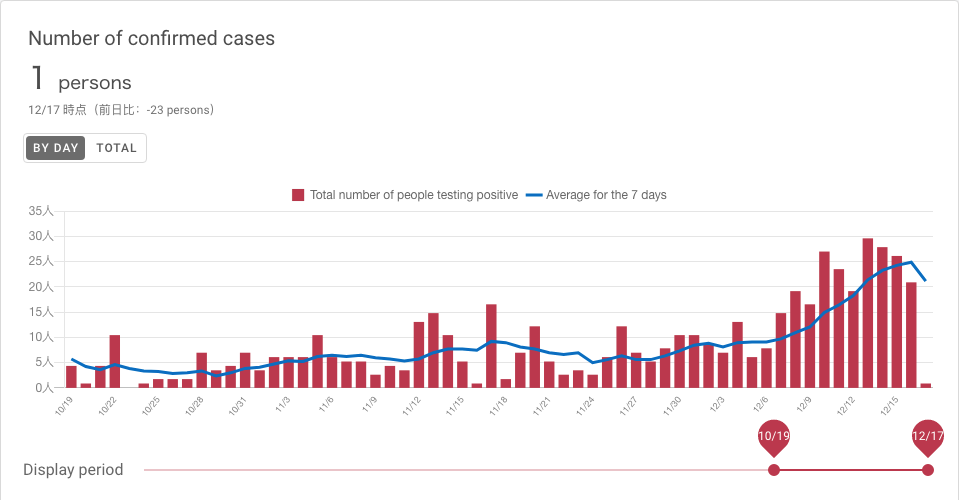 Number of confirmed cases
1 persons
12/17 時点（前日比：-23 persons）
BY DAY TOTAL
Total number of people testing positive Average for the 7 days
35人
30人
25人
20人
15人
10人
5人
0人
10/19 10/22 10/25 10/28 10/31 11/3 11/6 11/9 11/12 11/15 11/18 11/21 11/24 11/27 11/30 12/3 12/6 12/9 12/12 12/15
10/19 12/17
Display period